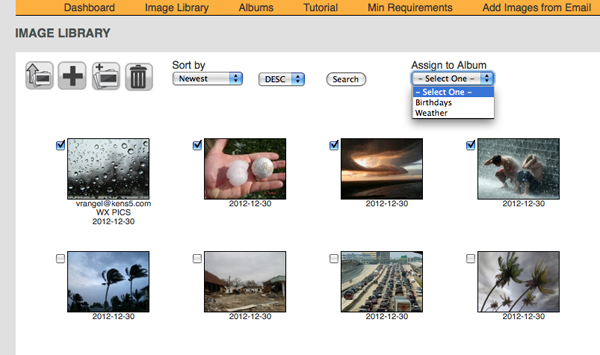 Dashboard Image Library Albums Tutorial Min Requirements Add Images from Email
IMAGE LIBRARY
Sort by Assign to Album
Newest DESC Search - Select One -
- Select One -
Birthdays
Weather
vrangel@kens5.com
WX PICS
2012-12-30
2012-12-30
2012-12-30
2012-12-30
2012-12-30
2012-12-30
2012-12-30
2012-12-30